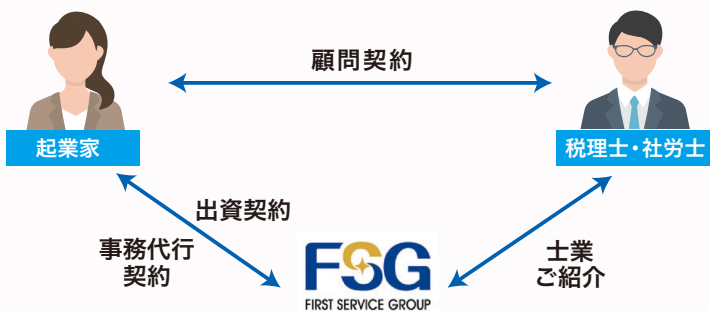 顧問契約
起業家
税理士・社労士
出資契約
事務代行
契約
士業
ご紹介
FSG
FIRST SERVICE GROUP